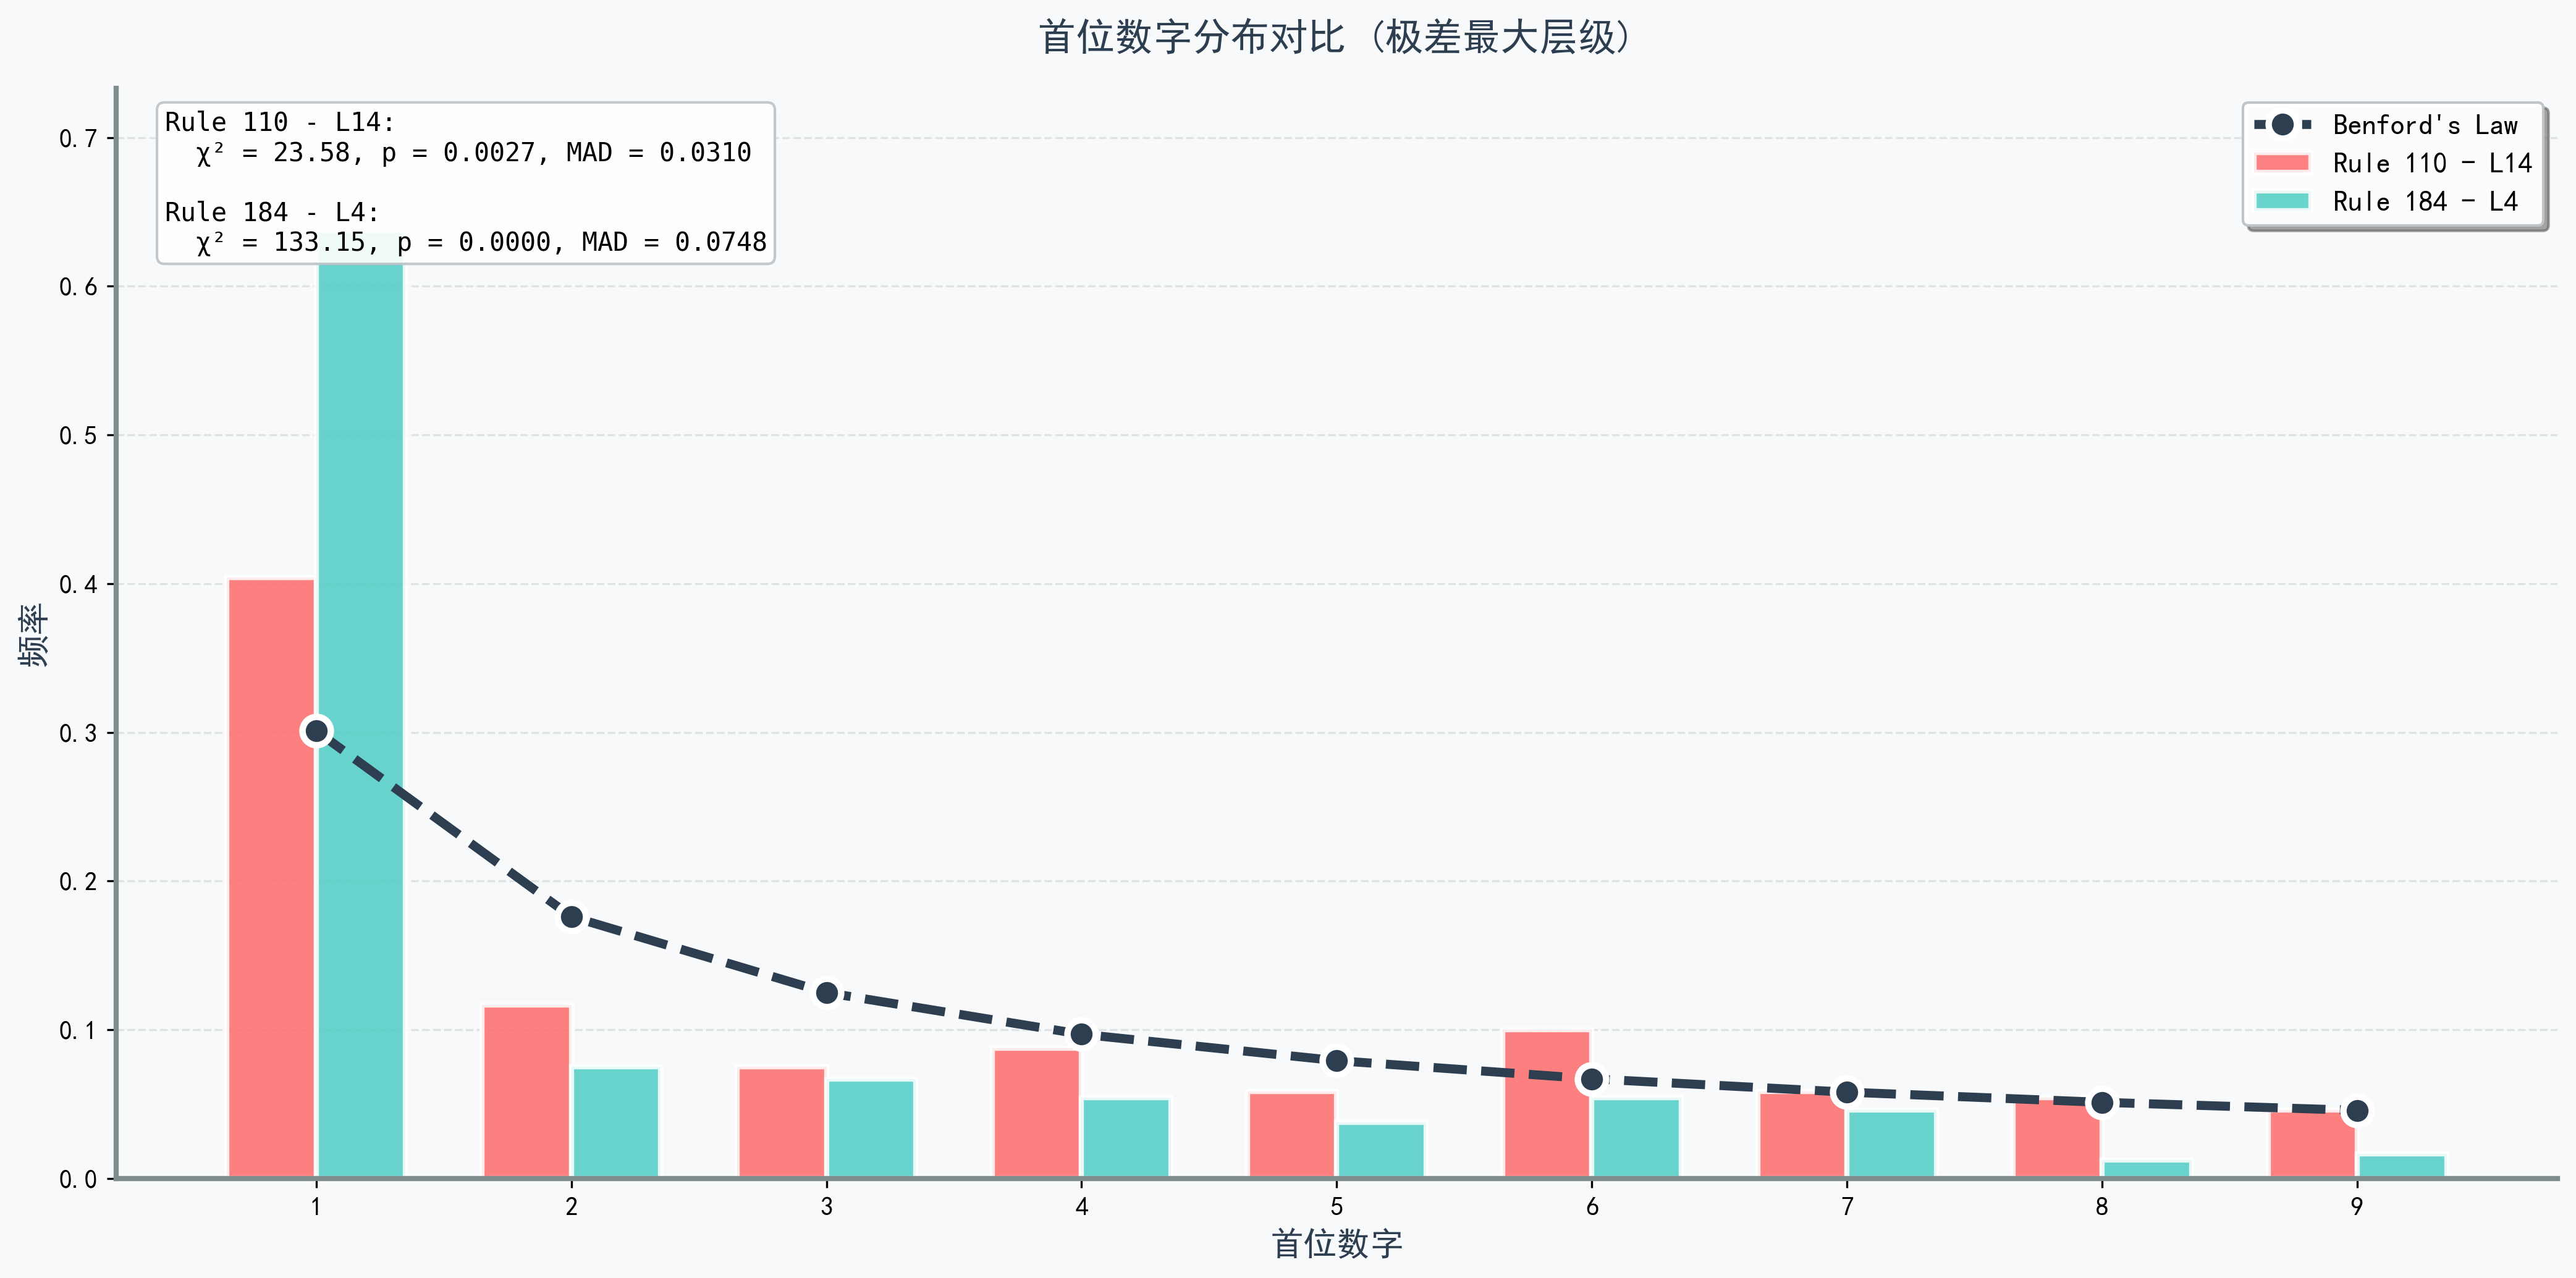 首位数字分布对比 (极差最大层级)
Rule 110 - L14:
χ² = 23.58, p = 0.0027, MAD = 0.0310
Rule 184 - L4:
χ² = 133.15, p = 0.0000, MAD = 0.0748
Benford's Law
Rule 110 – L14
Rule 184 – L4
频率
0.7
0.6
0.5
0.4
0.3
0.2
0.1
0.0
1 2 3 4 5 6 7 8 9
首位数字